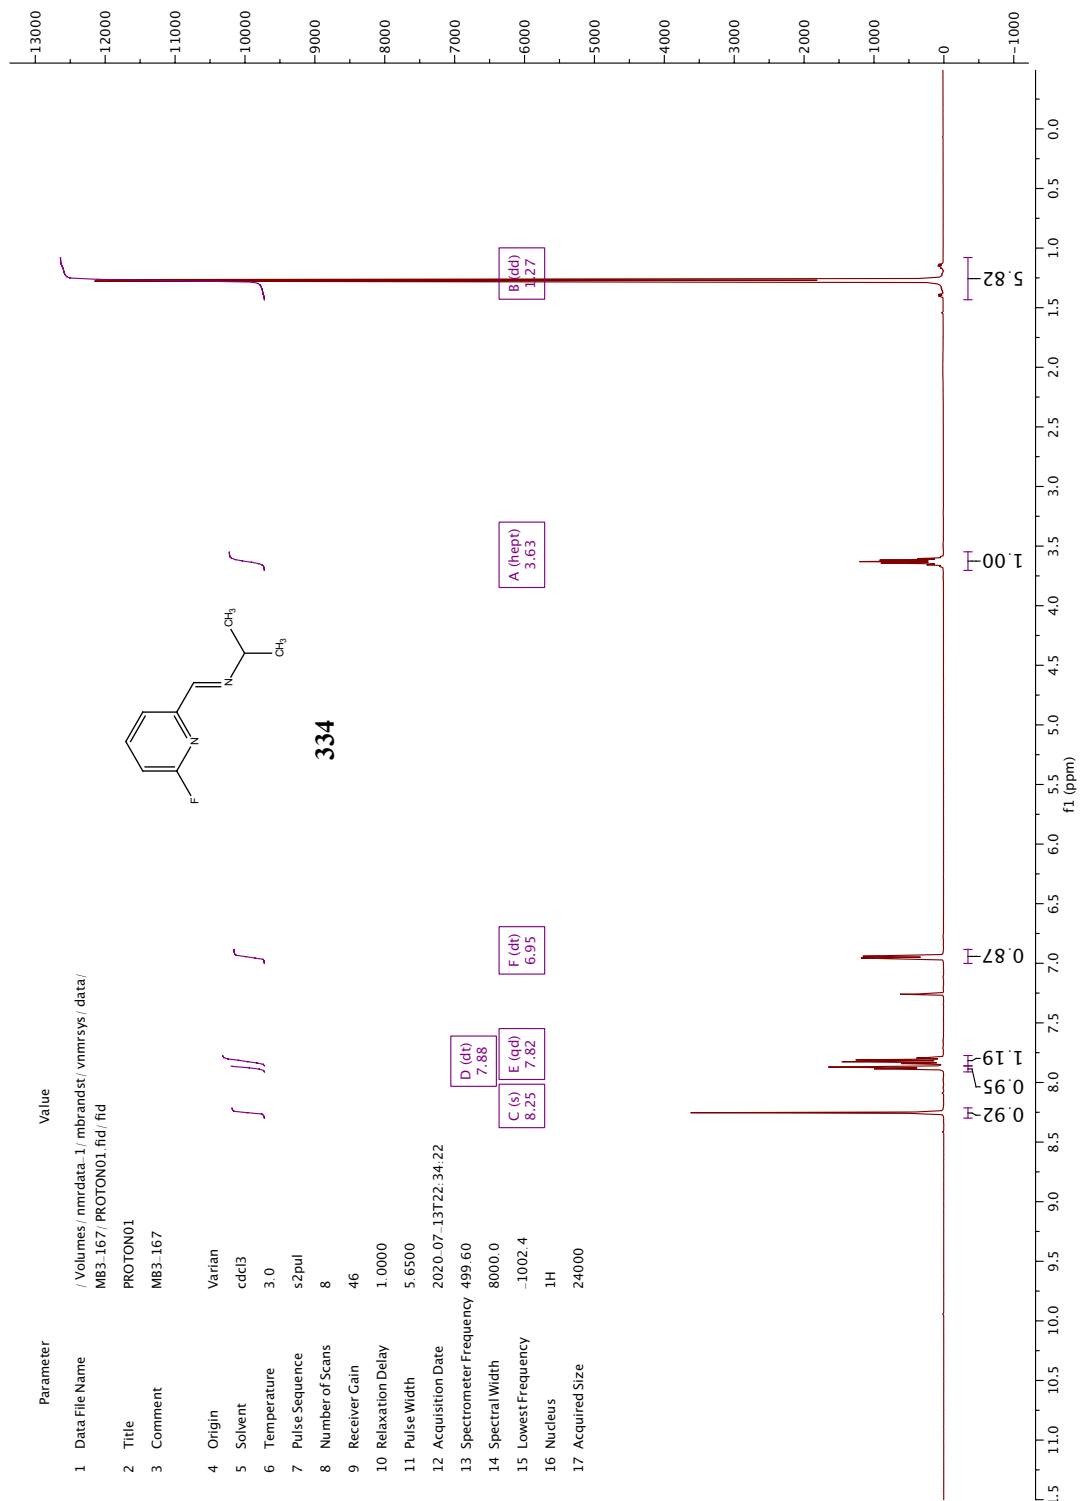 Parameter Value
1 Data File Name / Volumes/ nmrdata-1/ mbrandst/ vnmrsys/ data/
MB3-167/ PROTON01.fid/ fid
2 Title PROTON01
3 Comment MB3-167
4 Origin Varian
5 Solvent cdcl3
6 Temperature 3.0
7 Pulse Sequence s2pul
8 Number of Scans 8
9 Receiver Gain 46
10 Relaxation Delay 1.0000
11 Pulse Width 5.6500
12 Acquisition Date 2020-07-13T22:34:22
13 Spectrometer Frequency 499.60
14 Spectral Width 8000.0
15 Lowest Frequency -1002.4
16 Nucleus 1H
17 Acquired Size 24000
F
N
N
CH3
CH3
334
D (dt)
7.88
C (s)
8.25
E (qd)
7.82
F (dt)
6.95
A (hept)
3.63
B (dd)
1.27
13000
12000
11000
10000
9000
8000
7000
6000
5000
4000
3000
2000
1000
0
-1000
0.92
0.95
1.19
0.87
1.00
5.82
1.5 11.0 10.5 10.0 9.5 9.0 8.5 8.0 7.5 7.0 6.5 6.0 5.5 5.0 4.5 4.0 3.5 3.0 2.5 2.0 1.5 1.0 0.5 0.0
f1 (ppm)